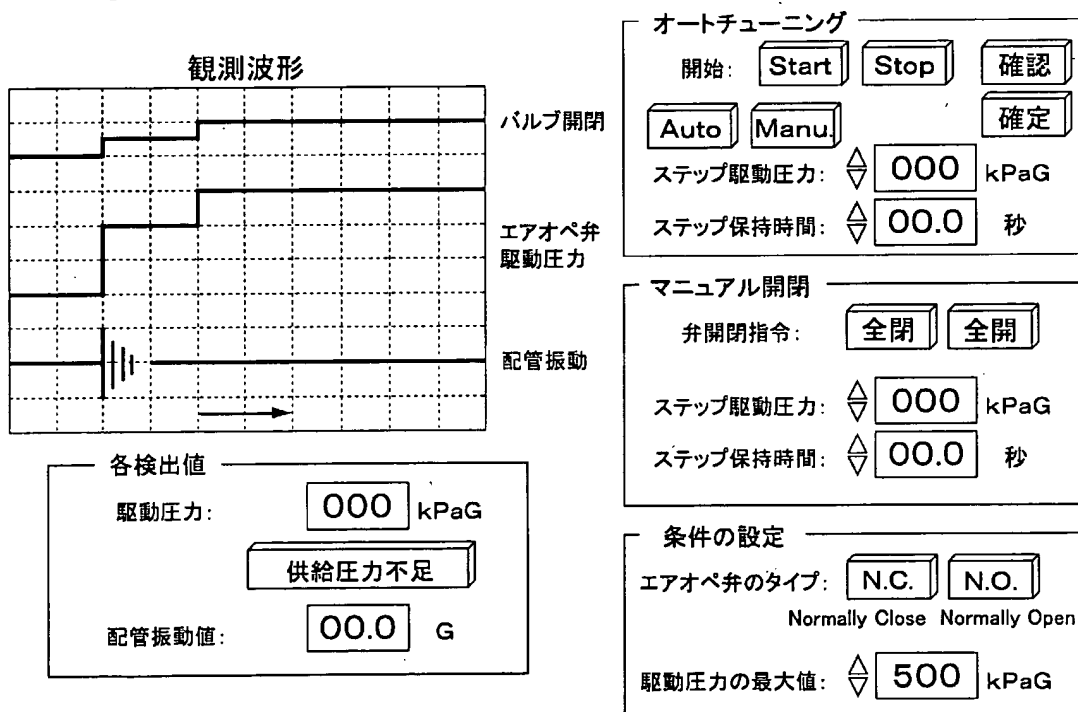 観測波形
バルブ開閉
エアオペ弁
駆動圧力
配管振動
各検出値
駆動圧力: 000 kPaG
供給圧力不足
配管振動値: 00.0 G
オートチューニング
開始: Start Stop 確認
Auto Manu. 確定
ステップ駆動圧力: 000 kPaG
ステップ保持時間: 00.0 秒
マニュアル開閉
弁開閉指令: 全閉 全開
ステップ駆動圧力: 000 kPaG
ステップ保持時間: 00.0 秒
条件の設定
エアオペ弁のタイプ: N.C. N.O.
Normally Close Normally Open
駆動圧力の最大値: 500 kPaG